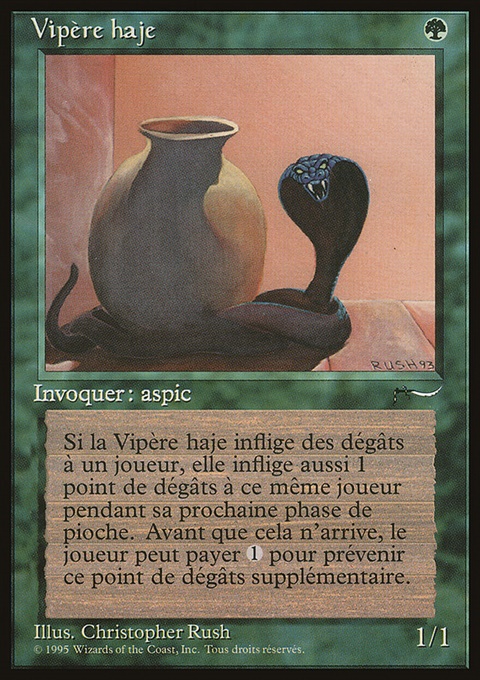 Vipère haje
RUSH 93
Invoquer : aspic
Si la Vipère haje inflige des dégâts
à un joueur, elle inflige aussi 1
point de dégâts à ce même joueur
pendant sa prochaine phase de
pioche. Avant que cela n'arrive, le
joueur peut payer 1 pour prévenir
ce point de dégâts supplémentaire.
Illus. Christopher Rush
1/1
© 1995 Wizards of the Coast, Inc. Tous droits réservés.